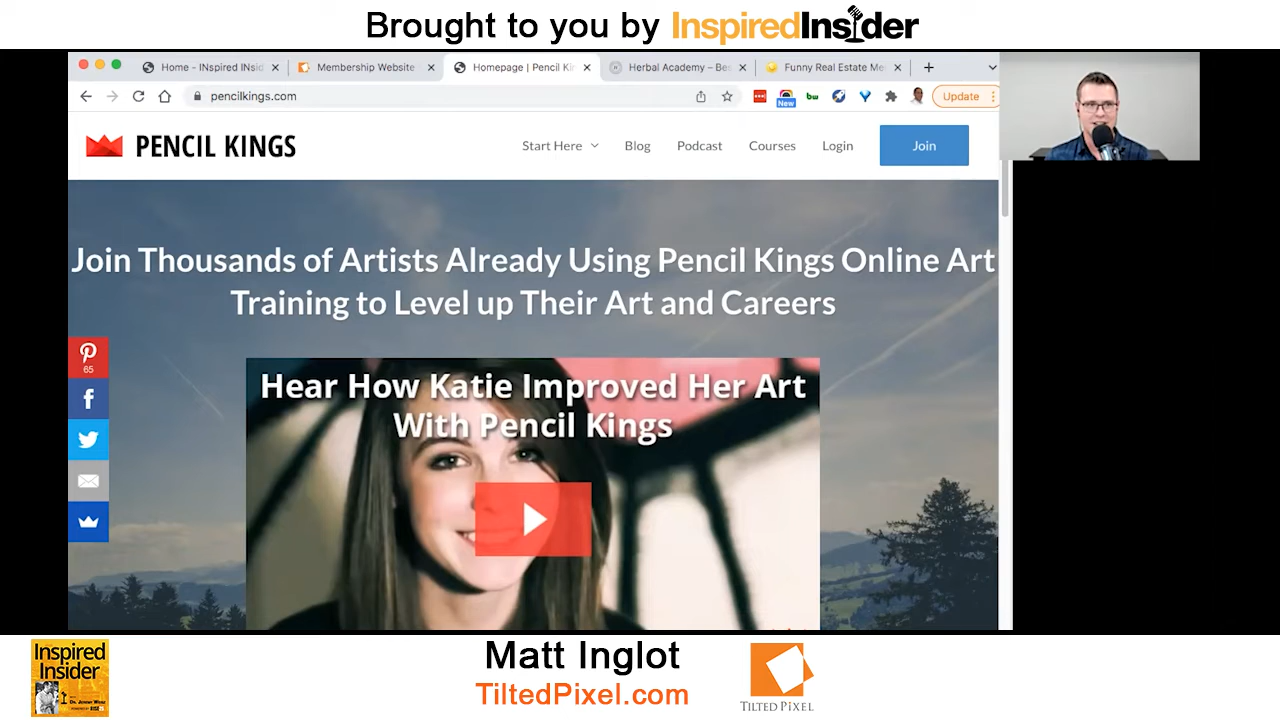 Brought to you by InspiredInsider
Home - INspired INsid
Membership Website
Homepage | Pencil Kin
Herbal Academy – Bes
Funny Real Estate Me
pencilkings.com
New
Update
PENCIL KINGS
Start Here
Blog
Podcast
Courses
Login
Join
Join Thousands of Artists Already Using Pencil Kings Online Art
Training to Level up Their Art and Careers
65
Hear How Katie Improved Her Art
With Pencil Kings
Inspired
Insider
Matt Inglot
TiltedPixel.com
TILTED PIXEL